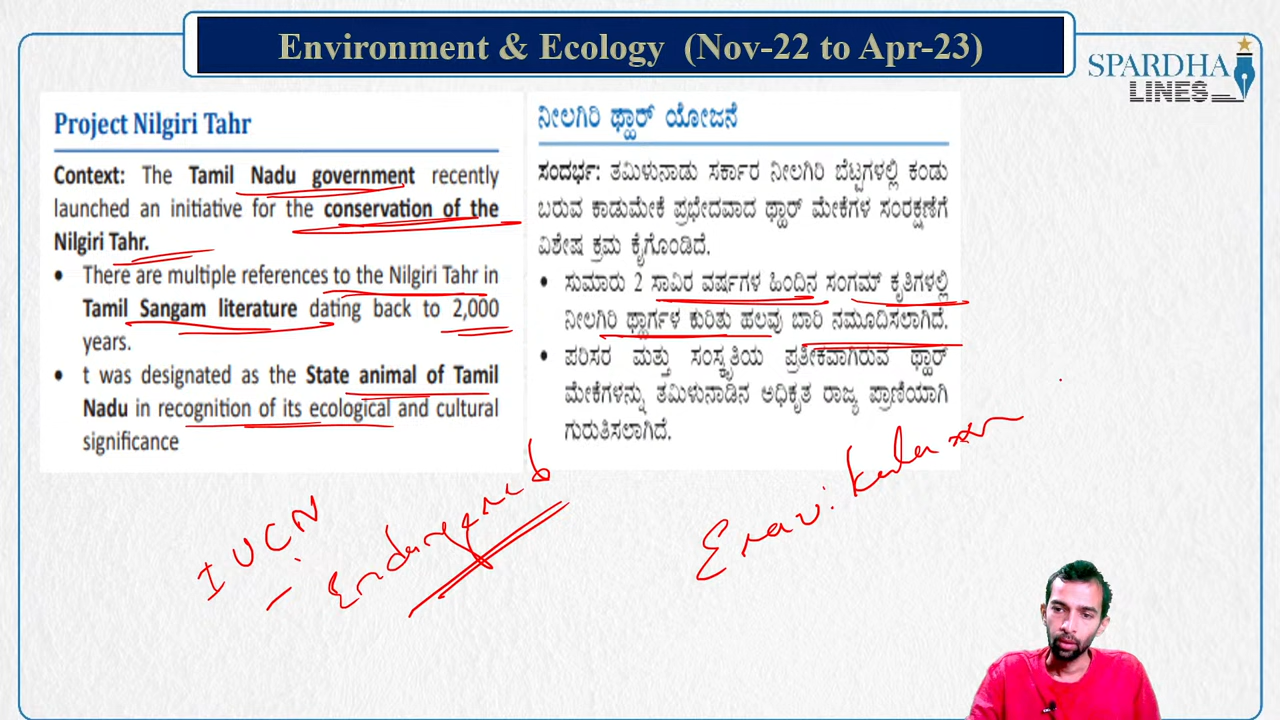 Environment & Ecology (Nov-22 to Apr-23)
SPARDHA
LINES
Project Nilgiri Tahr
Context: The Tamil Nadu government recently
launched an initiative for the conservation of the
Nilgiri Tahr.
• There are multiple references to the Nilgiri Tahr in
Tamil Sangam literature dating back to 2,000
years.
• t was designated as the State animal of Tamil
Nadu in recognition of its ecological and cultural
significance
ನೀಲಗಿರಿ ಥ್ಹಾರ್ ಯೋಜನೆ
ಸಂದರ್ಭ: ತಮಿಳುನಾಡು ಸರ್ಕಾರ ನೀಲಗಿರಿ ಬೆಟ್ಟಗಳಲ್ಲಿ ಕಂಡು
ಬರುವ ಕಾಡುಮೇಕೆ ಪ್ರಭೇದವಾದ ಥ್ಹಾರ್ ಮೇಕೆಗಳ ಸಂರಕ್ಷಣೆಗೆ
ವಿಶೇಷ ಕ್ರಮ ಕೈಗೊಂಡಿದೆ.
• ಸುಮಾರು 2 ಸಾವಿರ ವರ್ಷಗಳ ಹಿಂದಿನ ಸಂಗಮ್ ಕೃತಿಗಳಲ್ಲಿ
ನೀಲಗಿರಿ ಥ್ಹಾರ್ಗಳ ಕುರಿತು ಹಲವು ಬಾರಿ ನಮೂದಿಸಲಾಗಿದೆ.
• ಪರಿಸರ ಮತ್ತು ಸಂಸ್ಕೃತಿಯ ಪ್ರತೀಕವಾಗಿರುವ ಥ್ಹಾರ್
ಮೇಕೆಗಳನ್ನು ತಮಿಳುನಾಡಿನ ಅಧಿಕೃತ ರಾಜ್ಯ ಪ್ರಾಣಿಯಾಗಿ
ಗುರುತಿಸಲಾಗಿದೆ.
IUCN
Endangered